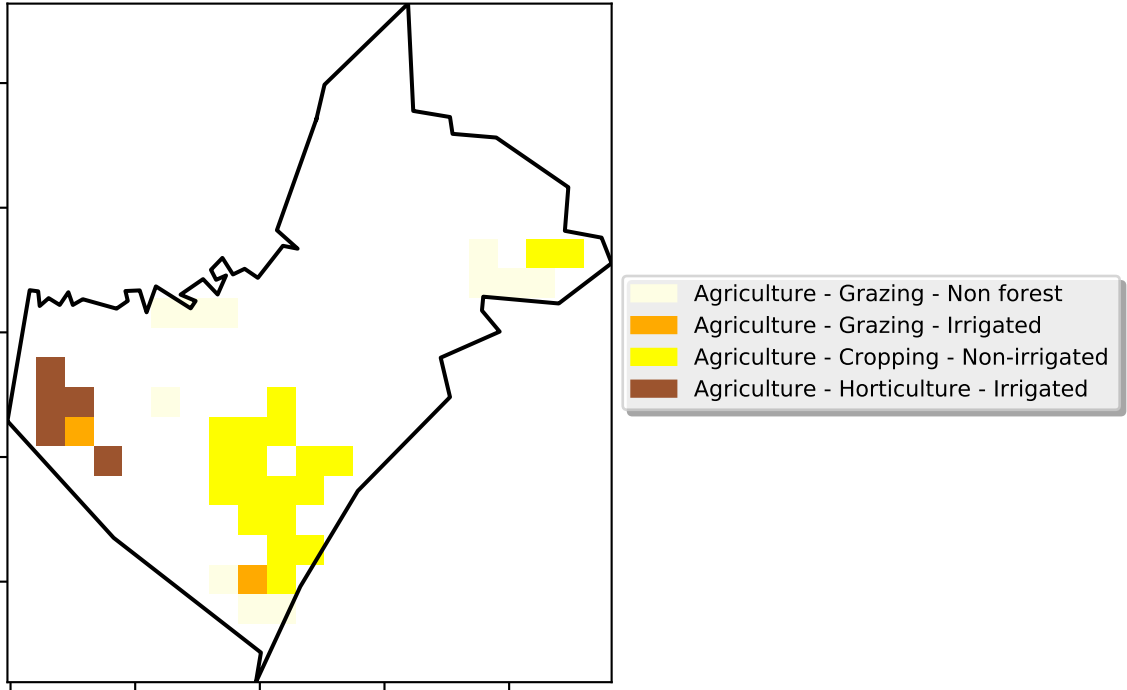 Agriculture - Grazing - Non forest
Agriculture - Grazing - Irrigated
Agriculture - Cropping - Non-irrigated
Agriculture - Horticulture - Irrigated